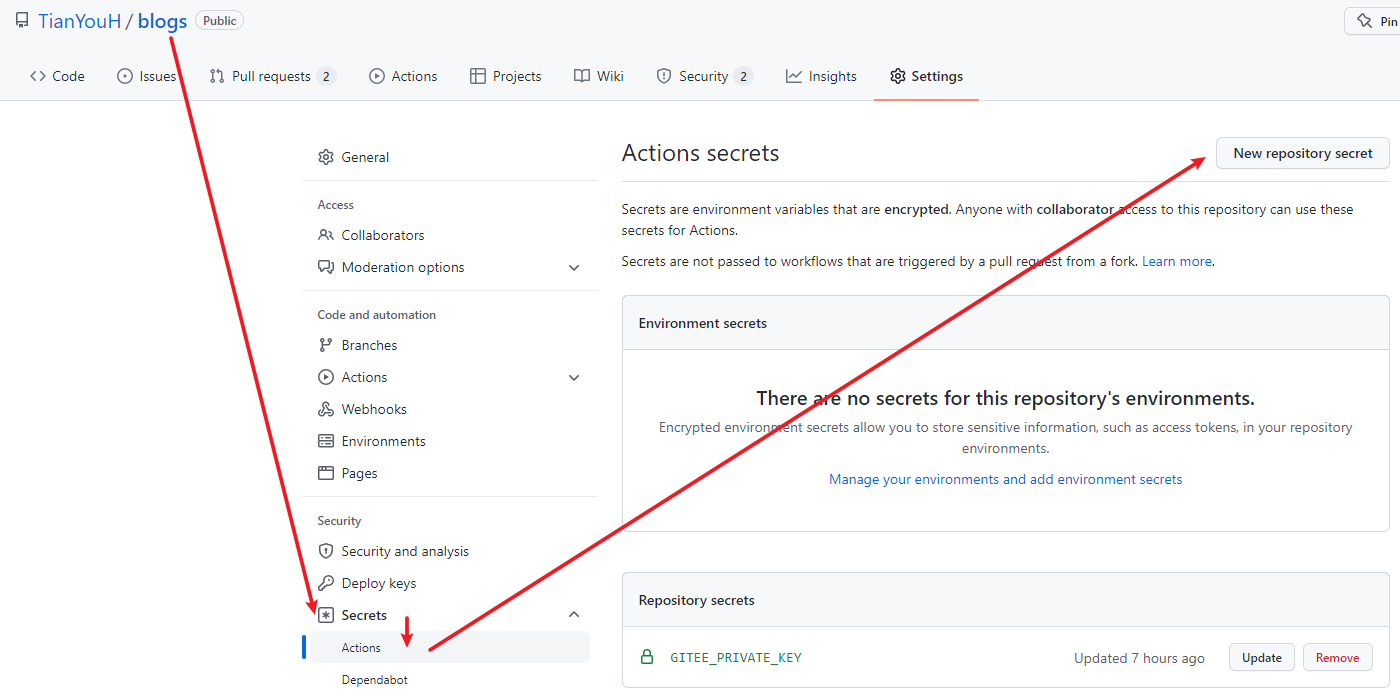 TianYouH / blogs Public
Pin
Code Issues Pull requests 2 Actions Projects Wiki Security 2 Insights Settings
General
Access
Collaborators
Moderation options
Code and automation
Branches
Actions
Webhooks
Environments
Pages
Security
Security and analysis
Deploy keys
Secrets
Actions
Dependabot
Actions secrets
New repository secret
Secrets are environment variables that are encrypted. Anyone with collaborator access to this repository can use these
secrets for Actions.
Secrets are not passed to workflows that are triggered by a pull request from a fork. Learn more.
Environment secrets
There are no secrets for this repository's environments.
Encrypted environment secrets allow you to store sensitive information, such as access tokens, in your repository
environments.
Manage your environments and add environment secrets
Repository secrets
GITEE_PRIVATE_KEY Updated 7 hours ago Update Remove